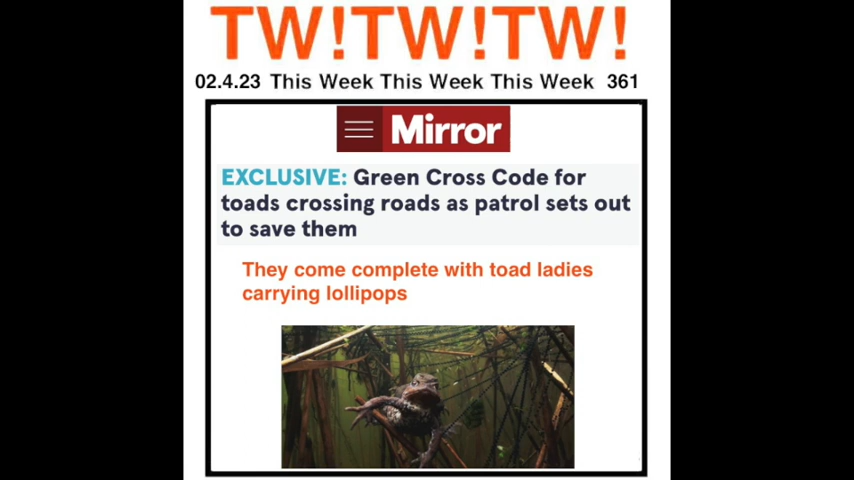 TW!TW!TW!
02.4.23 This Week This Week This Week 361
Mirror
EXCLUSIVE: Green Cross Code for
toads crossing roads as patrol sets out
to save them
They come complete with toad ladies
carrying lollipops